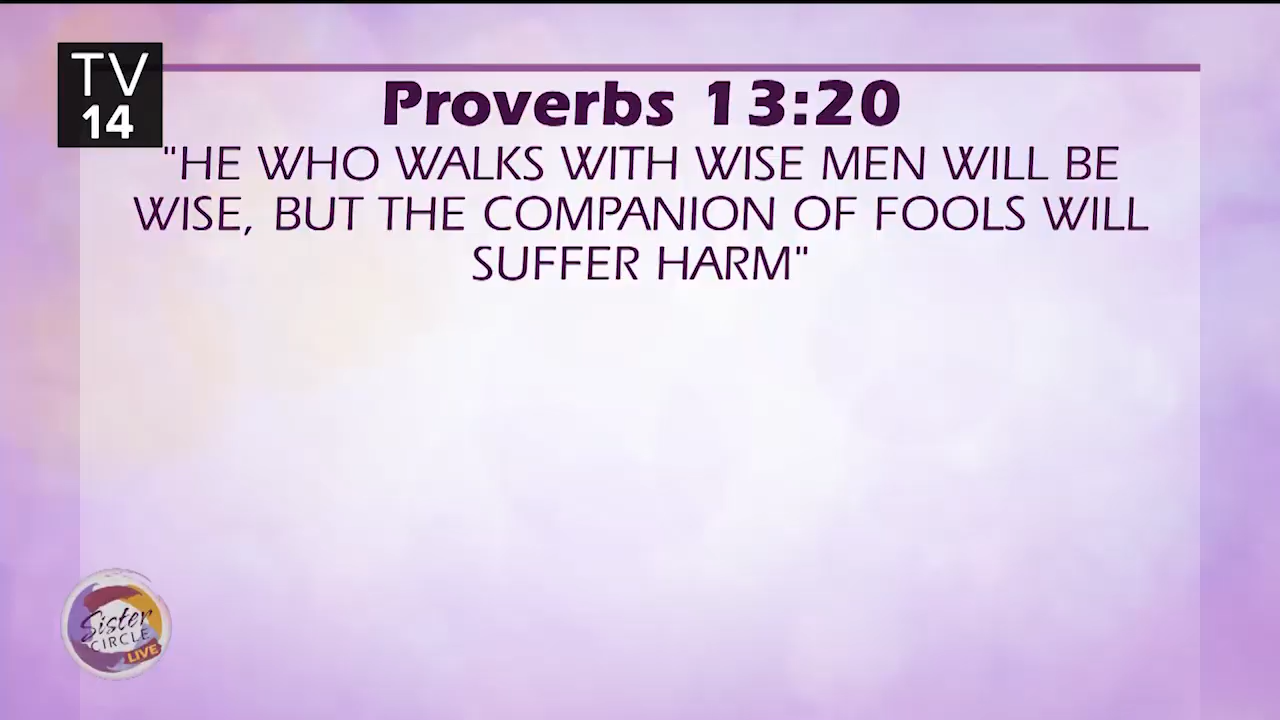 TV
14
Proverbs 13:20
"HE WHO WALKS WITH WISE MEN WILL BE
WISE, BUT THE COMPANION OF FOOLS WILL
SUFFER HARM"
Sister
CIRCLE
LIVE